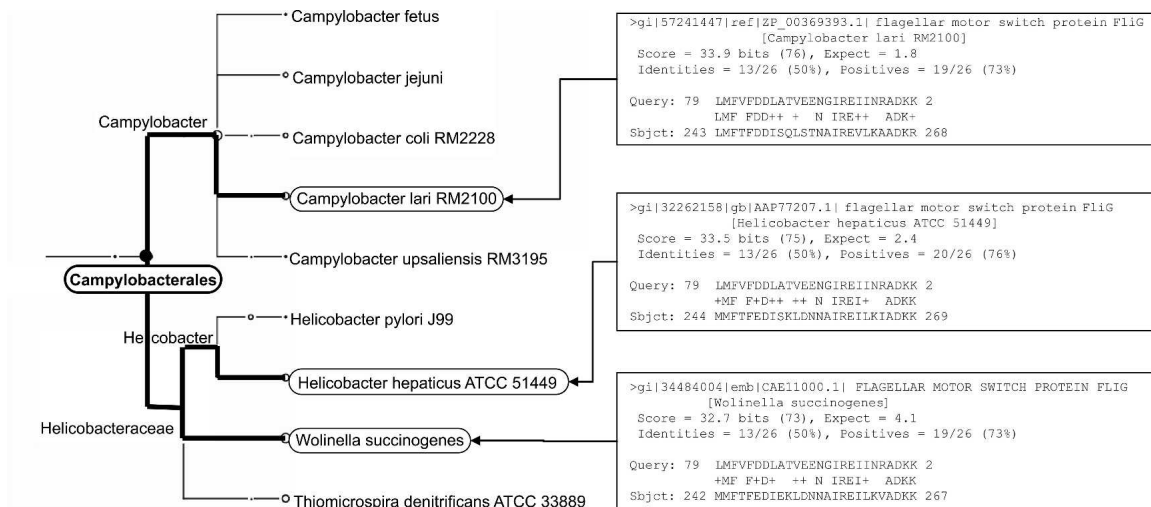 Campylobacter fetus
Campylobacter jejuni
Campylobacter
Campylobacter coli RM2228
Campylobacter lari RM2100
Campylobacter upsaliensis RM3195
Campylobacterales
Helicobacter pylori J99
Helicobacter
Helicobacter hepaticus ATCC 51449
Helicobacteraceae
Wolinella succinogenes
Thiomicrospira denitrificans ATCC 33889
>gi|57241447|ref|ZP_00369393.1| flagellar motor switch protein FliG
[Campylobacter lari RM2100]
Score = 33.9 bits (76), Expect = 1.8
Identities = 13/26 (50%), Positives = 19/26 (73%)
Query: 79 LMFVFDDLATVEENGIREIINRADKK 2
LMF FDD++ + N IRE++ ADK+
Sbjct: 243 LMFTFDDISQLSTNAIREVLKAADKR 268
>gi|32262158|gb|AAP77207.1| flagellar motor switch protein FliG
[Helicobacter hepaticus ATCC 51449]
Score = 33.5 bits (75), Expect = 2.4
Identities = 13/26 (50%), Positives = 20/26 (76%)
Query: 79 LMFVFDDLATVEENGIREIINRADKK 2
+MF F+D++ ++ N IREI+ ADKK
Sbjct: 244 MMFTFEDISKLDNNAIREILKIADKK 269
>gi|34484004|emb|CAE11000.1| FLAGELLAR MOTOR SWITCH PROTEIN FLIG
[Wolinella succinogenes]
Score = 32.7 bits (73), Expect = 4.1
Identities = 13/26 (50%), Positives = 19/26 (73%)
Query: 79 LMFVFDDLATVEENGIREIINRADKK 2
+MF F+D+ ++ N IREI+ ADKK
Sbjct: 242 MMFTFEDIEKLDNNAIREILKVADKK 267